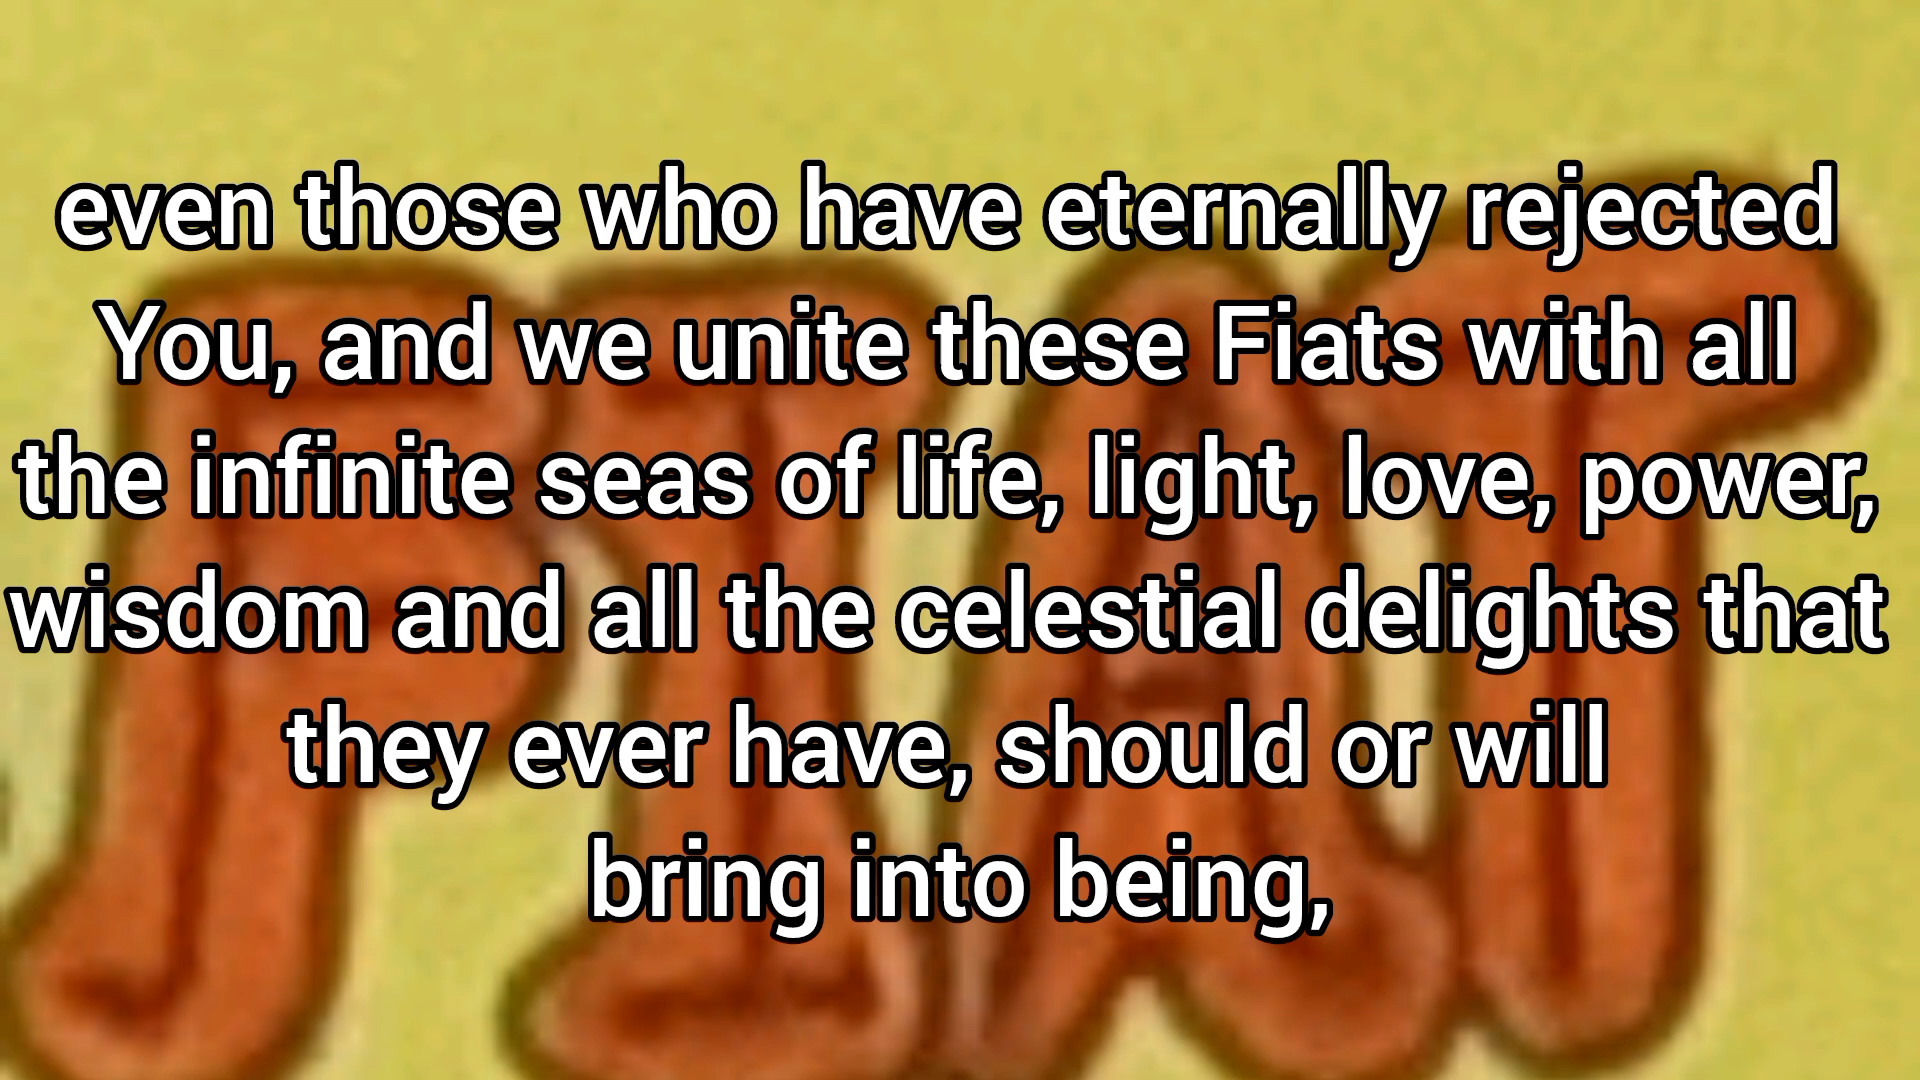 even those who have eternally rejected
You, and we unite these Fiats with all
the infinite seas of life, light, love, power,
wisdom and all the celestial delights that
they ever have, should or will
bring into being,
FIAT